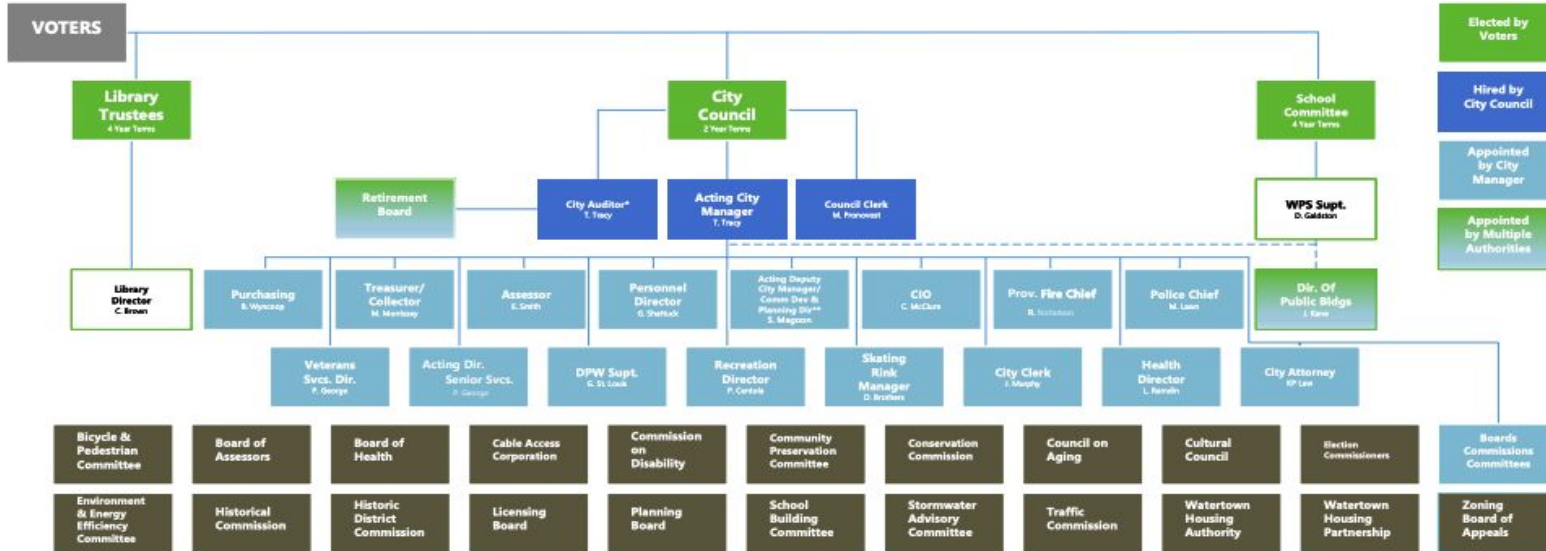 VOTERS
Elected by
Voters
Library
Trustees
4 Year Terms
City
Council
2 Year Terms
School
Committee
4 Year Terms
Hired by
City Council
Appointed
by City
Manager
Retirement
Board
City Auditor*
T. Tracy
Acting City
Manager
T. Tracy
Council Clerk
M. Pronovost
WPS Supt.
D. Galdston
Appointed
by Multiple
Authorities
Library
Director
C. Brown
Purchasing
B. Wyncoop
Treasurer/
Collector
M. Morrissey
Assessor
E. Smith
Personnel
Director
G. Shattuck
Acting Deputy
City Manager/
Comm Dev &
Planning Dir**
S. Magoon
CIO
C. McClure
Prov. Fire Chief
R.
Police Chief
M. Lawn
Dir. Of
Public Bldgs
J. Kane
Veterans
Svcs. Dir.
P. George
Acting Dir.
Senior Svcs.
P. George
DPW Supt.
G. St. Louis
Recreation
Director
P. Centola
Skating
Rink
Manager
D. Brothers
City Clerk
J. Murphy
Health
Director
L.
City Attorney
KP Law
Bicycle &
Pedestrian
Committee
Board of
Assessors
Board of
Health
Cable Access
Corporation
Commission
on
Disability
Community
Preservation
Committee
Conservation
Commission
Council on
Aging
Cultural
Council
Election
Commissioners
Boards
Commissions
Committees
Environment
& Energy
Efficiency
Committee
Historical
Commission
Historic
District
Commission
Licensing
Board
Planning
Board
School
Building
Committee
Stormwater
Advisory
Committee
Traffic
Commission
Watertown
Housing
Authority
Watertown
Housing
Partnership
Zoning
Board of
Appeals